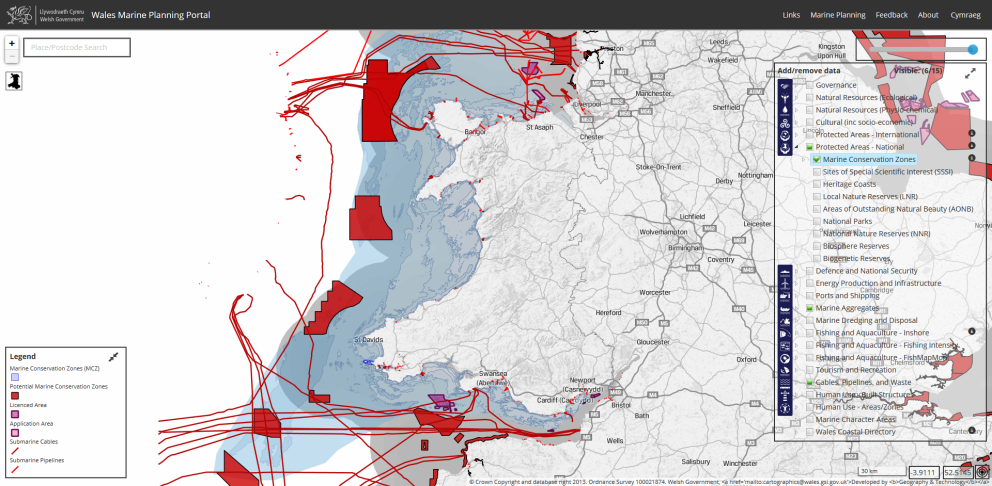 Llywodraeth Cymru
Welsh Government
Wales Marine Planning Portal
Links Marine Planning Feedback About Cymraeg
+
Place/Postcode Search
−
Preston
Leeds
Wakefield
Kingston
Upon Hull
Manchester
Liverpool
Sheffield
Bangor
St Asaph
Chester
Lincoln
Stoke-On-Trent
Derby
Nottingham
Lichfield
Leicester
Wolverhampton
Birmingham
Coventry
Worcester
Hereford
Gloucester
Oxford
St Davids
Swansea
(Abertawe)
Newport
(Casnewydd)
Cardiff (Caerdydd)
Bristol
Bath
Wells
Salisbury
Winchester
Cambridge
Chelmsford
Canterbury
Add/remove data
Visible: (6/15)
Governance
Natural Resources (Ecological)
Natural Resources (Physio-chemical)
Cultural (inc socio-economic)
Protected Areas - International
Protected Areas - National
Marine Conservation Zones
Sites of Special Scientific Interest (SSSI)
Heritage Coasts
Local Nature Reserves (LNR)
Areas of Outstanding Natural Beauty (AONB)
National Parks
National Nature Reserves (NNR)
Biosphere Reserves
Biogenetic Reserves
Defence and National Security
Energy Production and Infrastructure
Ports and Shipping
Marine Aggregates
Marine Dredging and Disposal
Fishing and Aquaculture - Inshore
Fishing and Aquaculture - Fishing Intensity
Fishing and Aquaculture - FishMapMon
Tourism and Recreation
Cables, Pipelines, and Waste
Human Use - Built Structures
Human Use - Areas/Zones
Marine Character Areas
Wales Coastal Directory
Legend
Marine Conservation Zones (MCZ)
Potential Marine Conservation Zones
Licenced Area
Application Area
Submarine Cables
Submarine Pipelines
30 km
-3.9111
52.5145
© Crown Copyright and database right 2013. Ordnance Survey 100021874. Welsh Government, <a href='mailto:cartographics@wales.gsi.gov.uk'>Developed by <b>Geography & Technology</b></a>